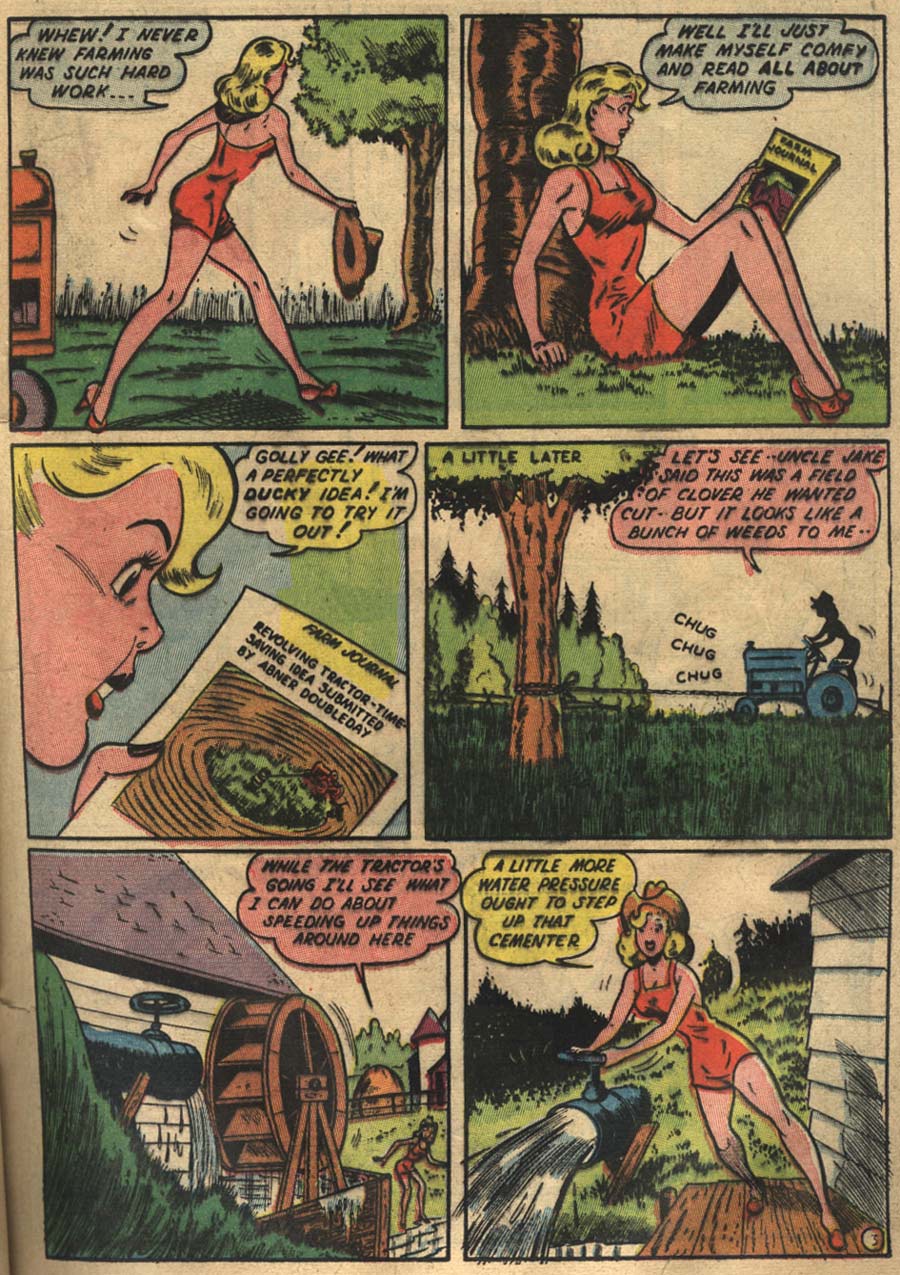 WHEW! I NEVER
KNEW FARMING
WAS SUCH HARD
WORK...
WELL I'LL JUST
MAKE MYSELF COMFY
AND READ ALL ABOUT
FARMING
FARM
JOURNAL
GOLLY GEE! WHAT
A PERFECTLY
DUCKY IDEA! I'M
GOING TO TRY IT
OUT!
FARM JOURNAL
REVOLVING TRACTOR-TIME-
SAVING IDEA SUBMITTED
BY ABNER DOUBLEDAY
A LITTLE LATER
LET'S SEE--UNCLE JAKE
SAID THIS WAS A FIELD
OF CLOVER HE WANTED
CUT-- BUT IT LOOKS LIKE A
BUNCH OF WEEDS TO ME--
CHUG
CHUG
CHUG
WHILE THE TRACTOR'S
GOING I'LL SEE WHAT
I CAN DO ABOUT
SPEEDING UP THINGS
AROUND HERE
A LITTLE MORE
WATER PRESSURE
OUGHT TO STEP
UP THAT
CEMENTER
3